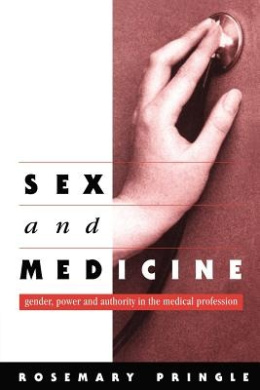 SEX
and
MEDICINE
gender, power and authority in the medical profession
ROSEMARY PRINGLE